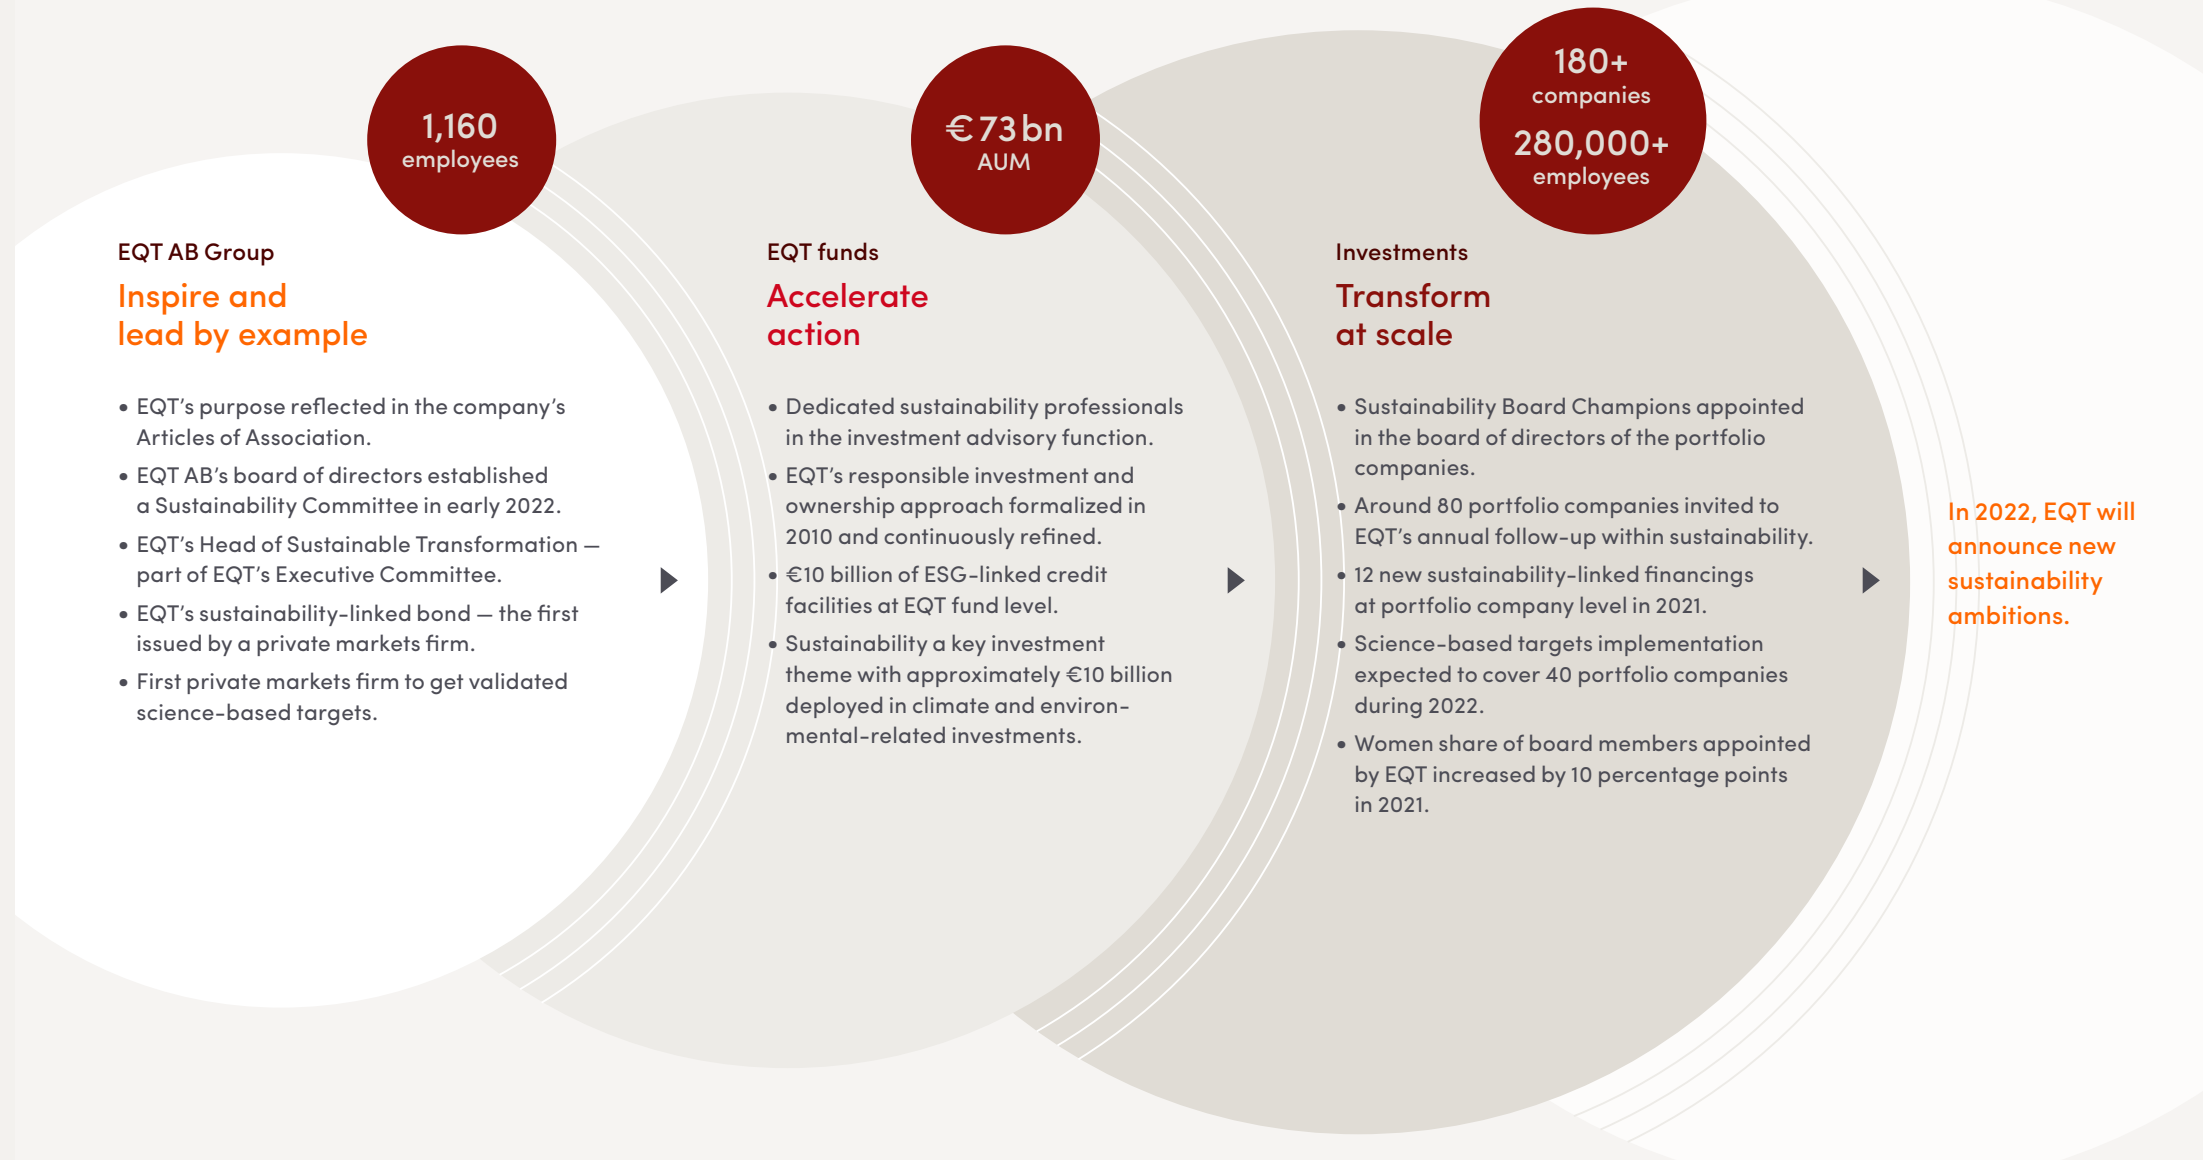 1,160
employees
EQT AB Group
Inspire and
lead by example
• EQT’s purpose reflected in the company’s
Articles of Association.
• EQT AB’s board of directors established
a Sustainability Committee in early 2022.
• EQT’s Head of Sustainable Transformation —
part of EQT’s Executive Committee.
• EQT’s sustainability-linked bond — the first
issued by a private markets firm.
• First private markets firm to get validated
science-based targets.
€73bn
AUM
EQT funds
Accelerate
action
• Dedicated sustainability professionals
in the investment advisory function.
• EQT’s responsible investment and
ownership approach formalized in
2010 and continuously refined.
• €10 billion of ESG-linked credit
facilities at EQT fund level.
• Sustainability a key investment
theme with approximately €10 billion
deployed in climate and environ-
mental-related investments.
180+
companies
280,000+
employees
Investments
Transform
at scale
• Sustainability Board Champions appointed
in the board of directors of the portfolio
companies.
• Around 80 portfolio companies invited to
EQT’s annual follow-up within sustainability.
• 12 new sustainability-linked financings
at portfolio company level in 2021.
• Science-based targets implementation
expected to cover 40 portfolio companies
during 2022.
• Women share of board members appointed
by EQT increased by 10 percentage points
in 2021.
In 2022, EQT will
announce new
sustainability
ambitions.